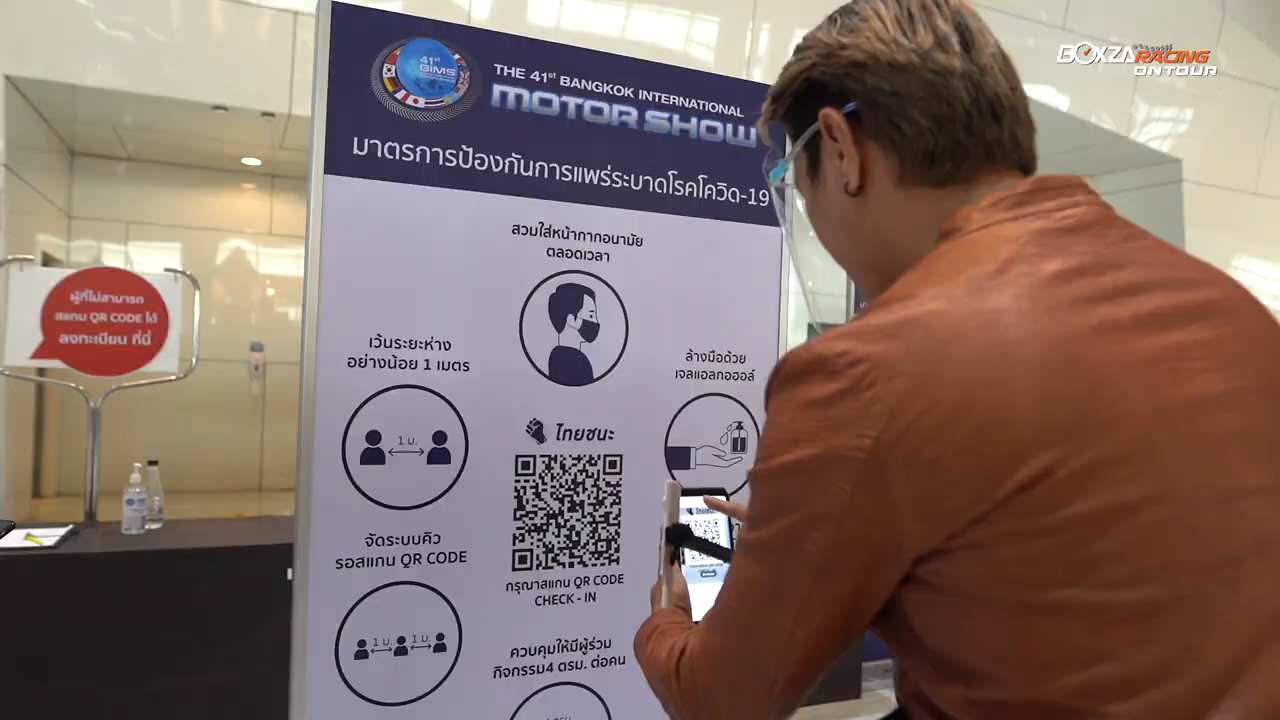 BOXZA RACING
ON TOUR
41st
GIMS
THE 41st BANGKOK INTERNATIONAL
MOTOR SHOW
มาตรการป้องกันการแพร่ระบาดโรคโควิด-19
สวมใส่หน้ากากอนามัย
ตลอดเวลา
เว้นระยะห่าง
อย่างน้อย 1 เมตร
1 ม.
ล้างมือด้วย
เจลแอลกอฮอล์
ไทยชนะ
กรุณาสแกน QR CODE
CHECK - IN
จัดระบบคิว
รอสแกน QR CODE
1 ม. 1 ม.
ควบคุมให้มีผู้ร่วม
กิจกรรม4 ตรม. ต่อคน
ผู้ที่ไม่สามารถ
สแกน QR CODE ได้
ลงทะเบียน ที่นี่